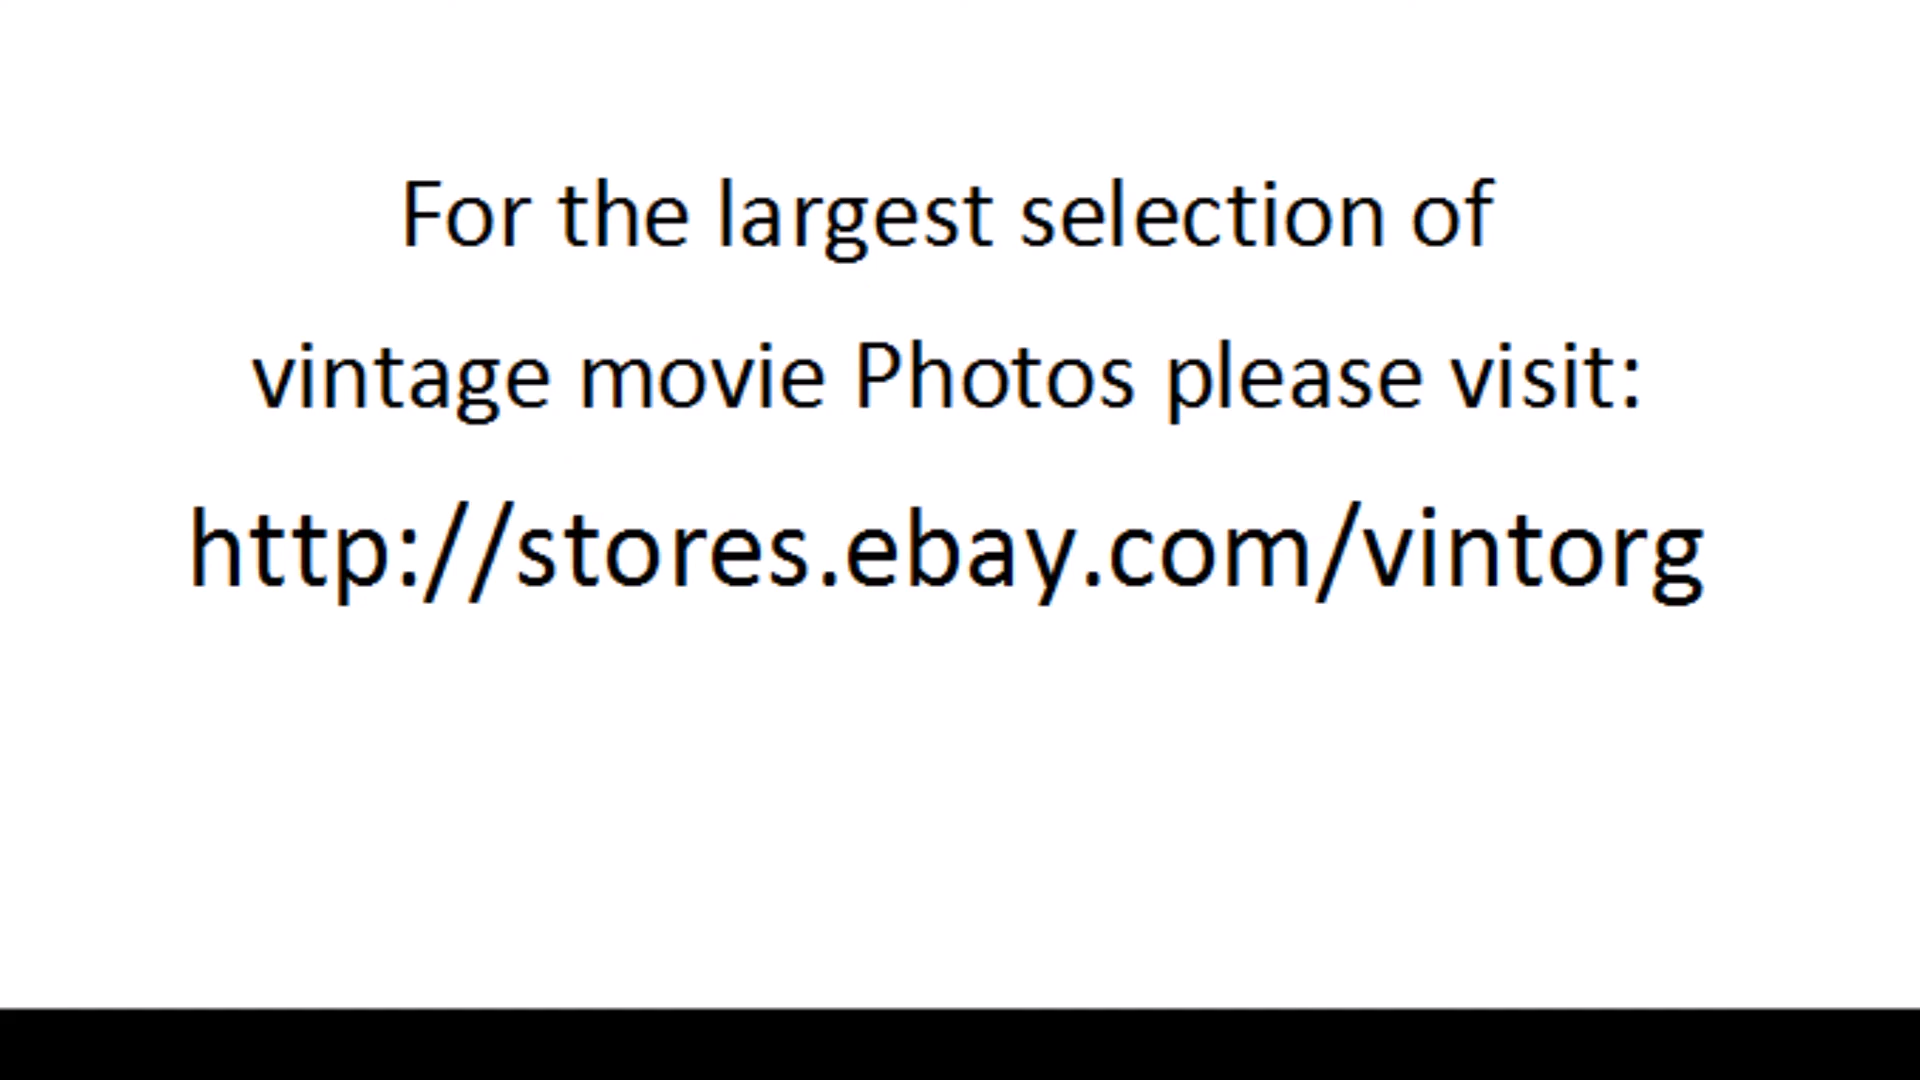 For the largest selection of
vintage movie Photos please visit:
http://stores.ebay.com/vintorg